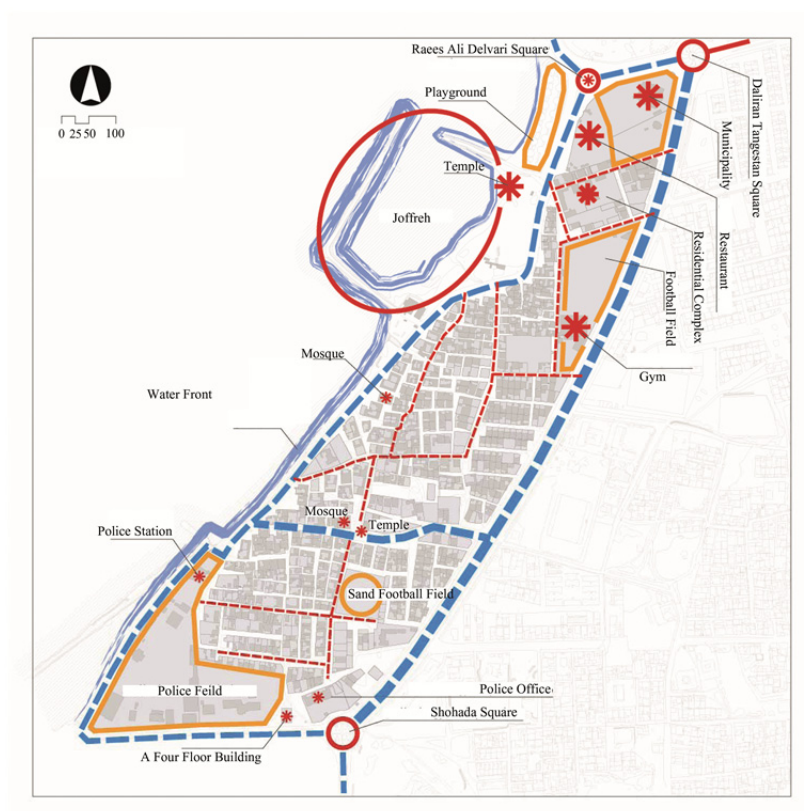 Raees Ali Delvari Square
Playground
0 25 50 100
Daliran Tangestan Square
Municipality
Temple
Restaurant
Joffreh
Residential Complex
Football Field
Mosque
Gym
Water Front
Mosque
Temple
Police Station
Sand Football Field
Police Feild
Police Office
Shohada Square
A Four Floor Building